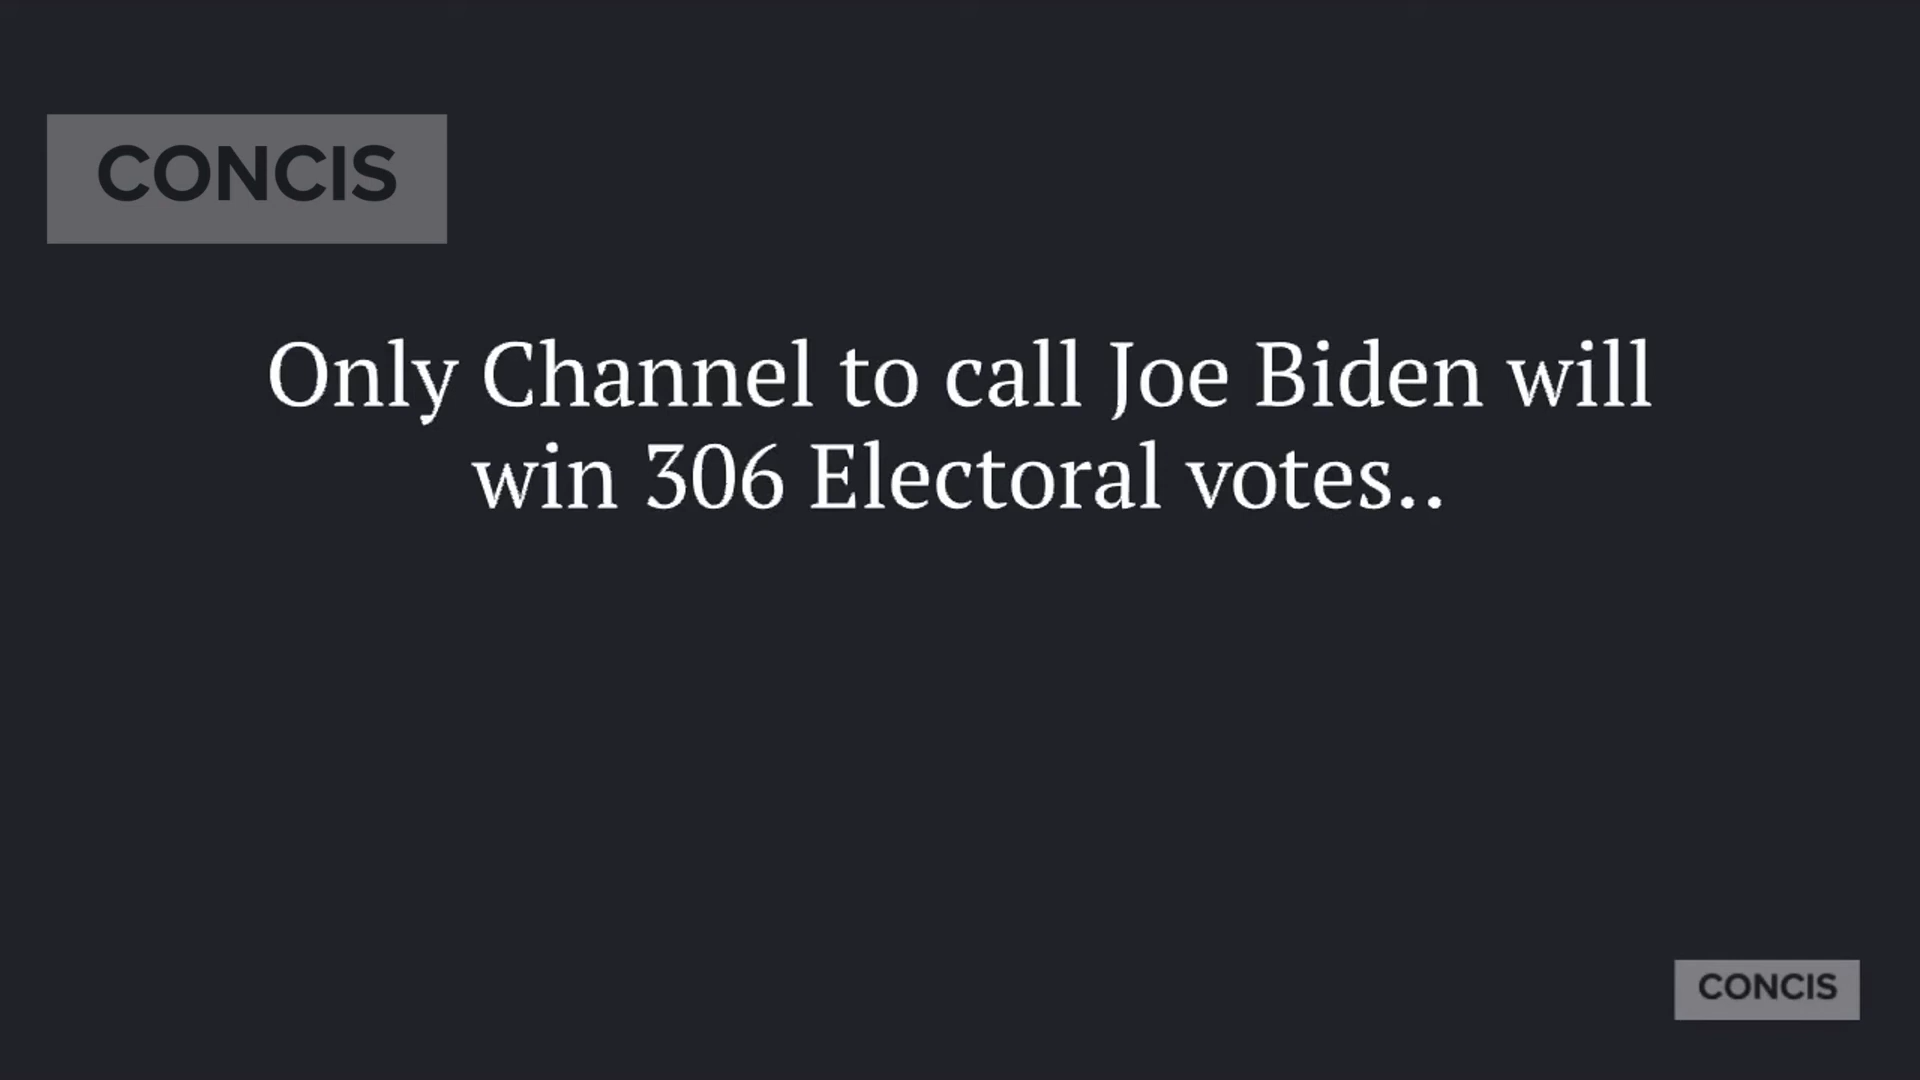 CONCIS
Only Channel to call Joe Biden will
win 306 Electoral votes..
CONCIS